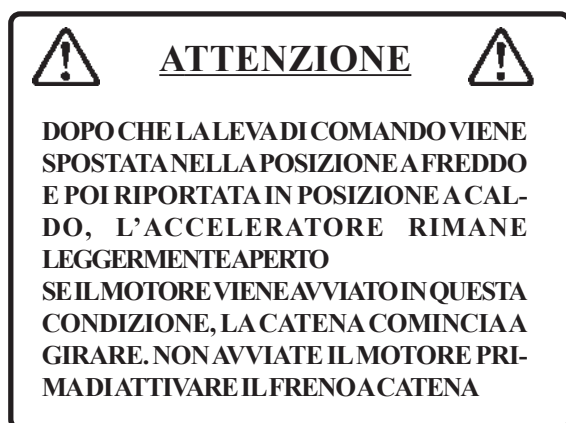 ATTENZIONE
DOPO CHE LA LEVA DI COMANDO VIENE
SPOSTATA NELLA POSIZIONE A FREDDO
E POI RIPORTATA IN POSIZIONE A CAL-
DO, L'ACCELERATORE RIMANE
LEGGERMENTE APERTO
SE IL MOTORE VIENE AVVIATO IN QUESTA
CONDIZIONE, LA CATENA COMINCIA A
GIRARE. NON AVVIATE IL MOTORE PRI-
MA DI ATTIVARE IL FRENO A CATENA